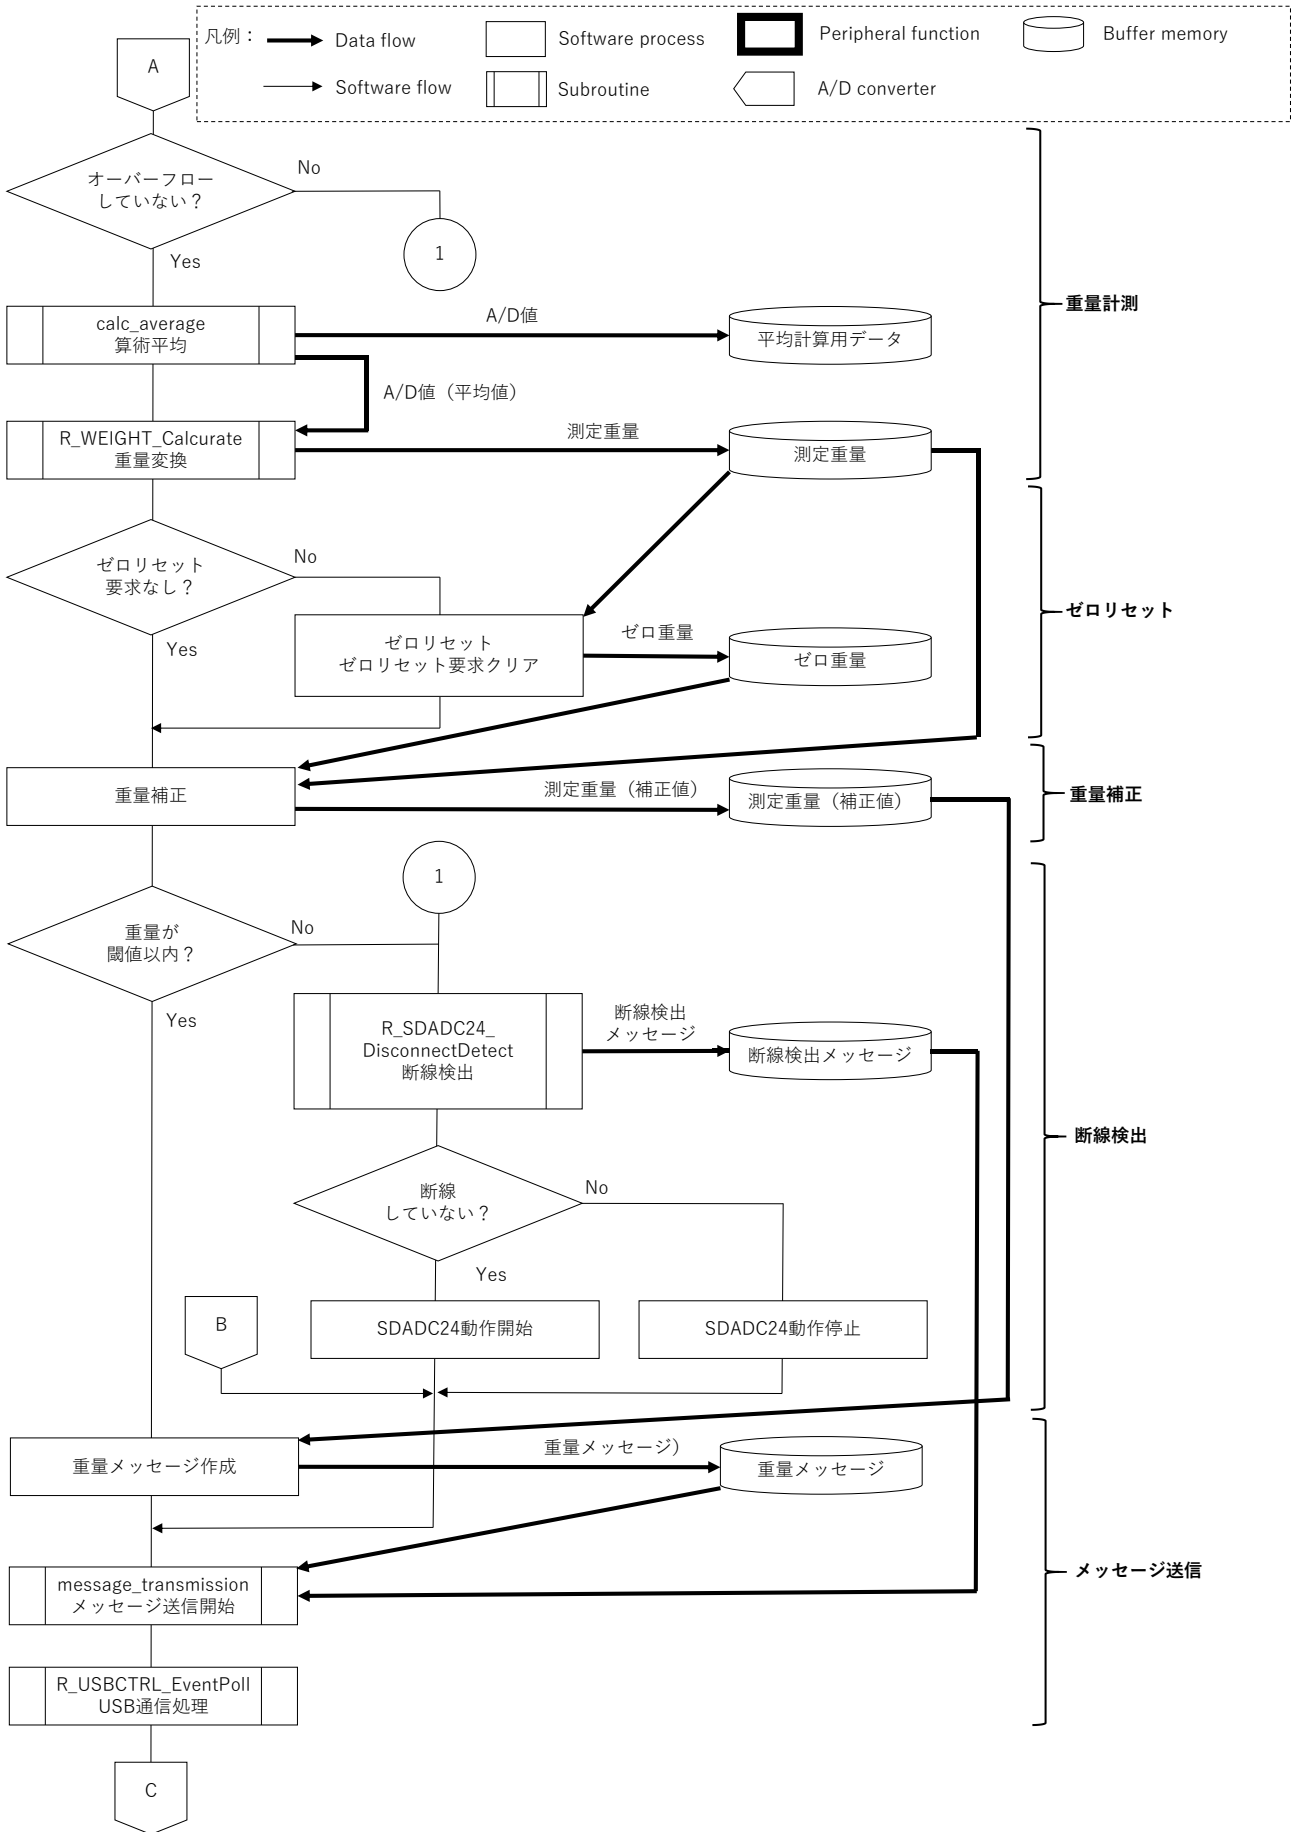 凡例：
Data flow
Software process
Peripheral function
Buffer memory
Software flow
Subroutine
A/D converter
A
オーバーフロー
していない？
No
1
Yes
重量計測
calc_average
算術平均
A/D値
平均計算用データ
A/D値（平均値）
R_WEIGHT_Calcurate
重量変換
測定重量
測定重量
ゼロリセット
要求なし？
No
Yes
ゼロリセット
ゼロリセット要求クリア
ゼロ重量
ゼロ重量
ゼロリセット
重量補正
測定重量（補正値）
測定重量（補正値）
重量補正
1
重量が
閾値以内？
No
Yes
R_SDADC24_
DisconnectDetect
断線検出
断線検出
メッセージ
断線検出メッセージ
断線検出
断線
していない？
No
Yes
B
SDADC24動作開始
SDADC24動作停止
重量メッセージ作成
重量メッセージ）
重量メッセージ
message_transmission
メッセージ送信開始
メッセージ送信
R_USBCTRL_EventPoll
USB通信処理
C